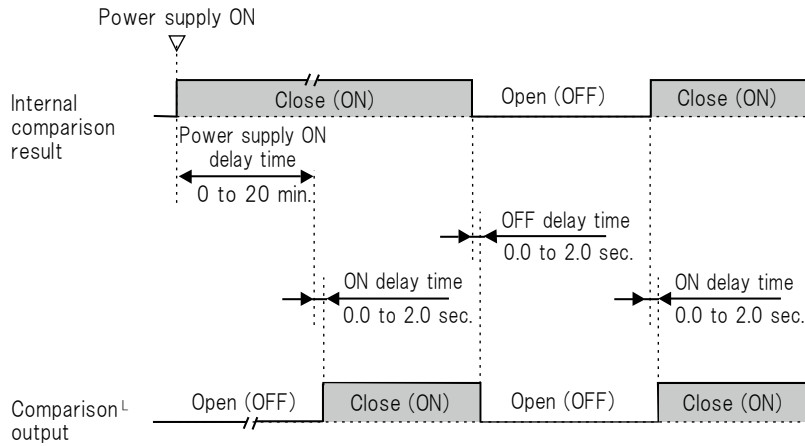 Power supply ON
Internal
comparison
result
Close (ON)
Open (OFF)
Close (ON)
Power supply ON
delay time
0 to 20 min.
OFF delay time
0.0 to 2.0 sec.
ON delay time
0.0 to 2.0 sec.
ON delay time
0.0 to 2.0 sec.
Comparison└
output
Open (OFF)
Close (ON)
Open (OFF)
Close (ON)